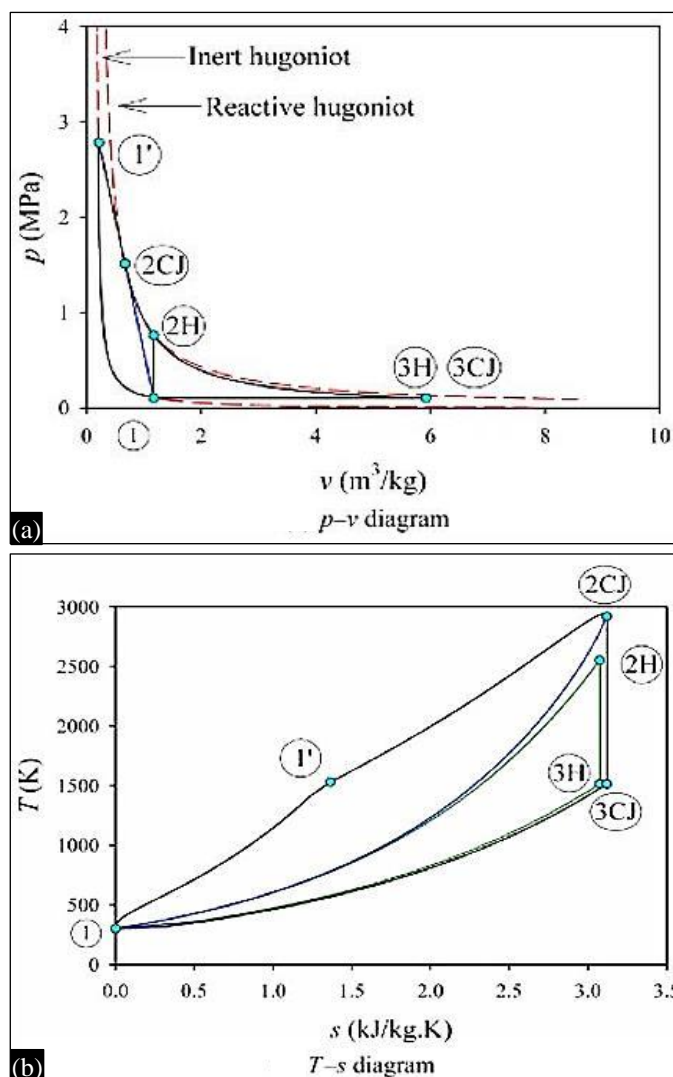 4
Inert hugoniot
Reactive hugoniot
3
1'
p (MPa)
2
2CJ
1
2H
3H 3CJ
0
0 2 4 6 8 10
1
v (m³/kg)
(a)
p–v diagram
2CJ
3000
2500
2H
2000
1'
T (K)
1500
3H
3CJ
1000
500
1
0
0.0 0.5 1.0 1.5 2.0 2.5 3.0 3.5
s (kJ/kg.K)
(b)
T–s diagram